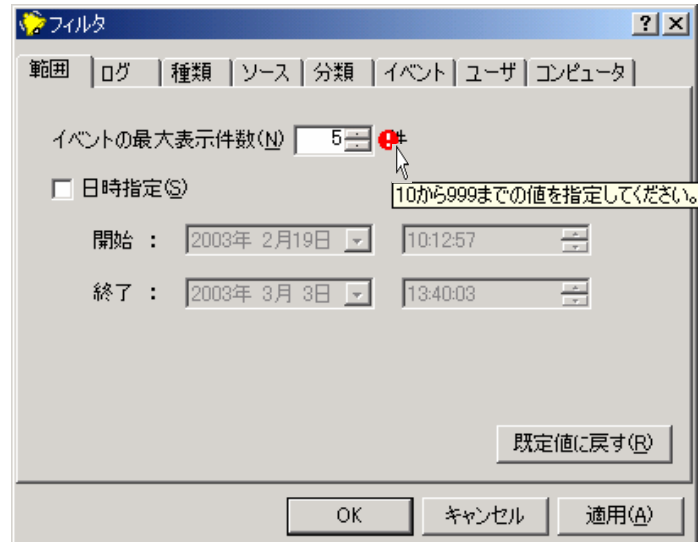 フィルタ
範囲 ログ 種類 ソース 分類 イベント ユーザ コンピュータ
イベントの最大表示件数(N) 5 件
日時指定(S)
10から999までの値を指定してください。
開始 : 2003年 2月19日 10:12:57
終了 : 2003年 3月 3日 13:40:03
既定値に戻す(R)
OK キャンセル 適用(A)